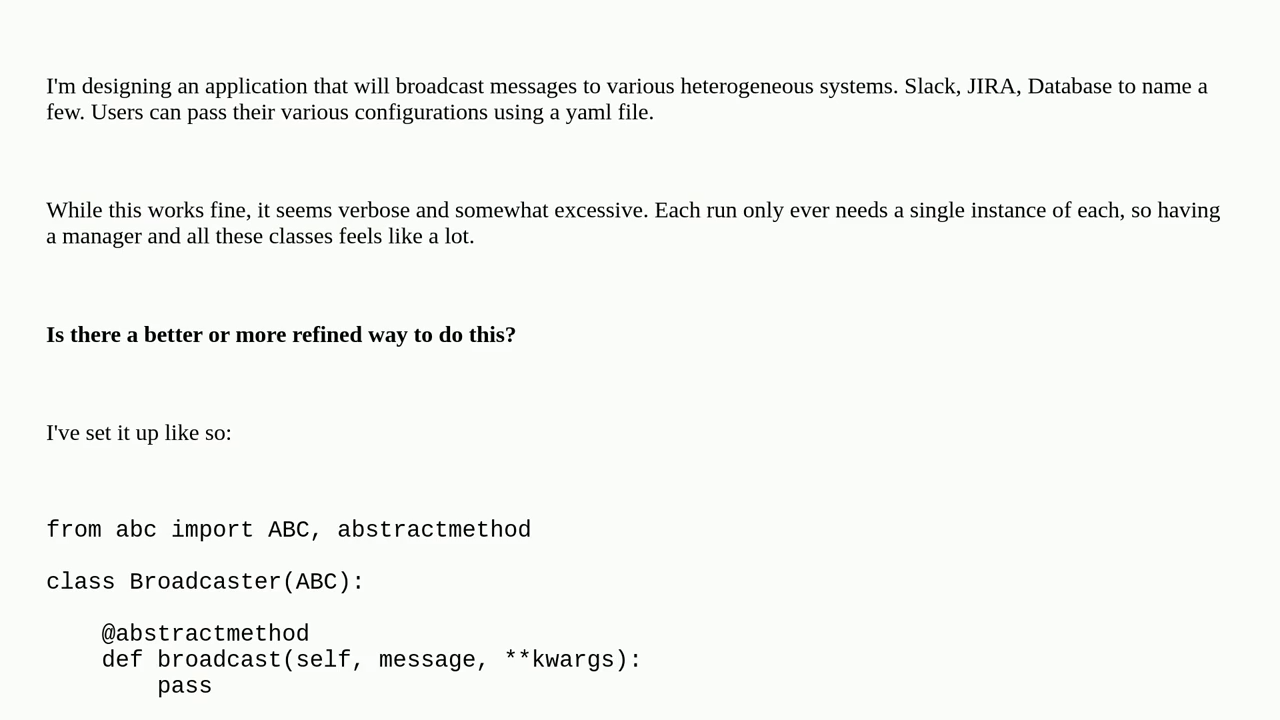 I'm designing an application that will broadcast messages to various heterogeneous systems. Slack, JIRA, Database to name a
few. Users can pass their various configurations using a yaml file.
While this works fine, it seems verbose and somewhat excessive. Each run only ever needs a single instance of each, so having
a manager and all these classes feels like a lot.
Is there a better or more refined way to do this?
I've set it up like so:
from abc import ABC, abstractmethod
class Broadcaster(ABC):
    @abstractmethod
    def broadcast(self, message, **kwargs):
        pass